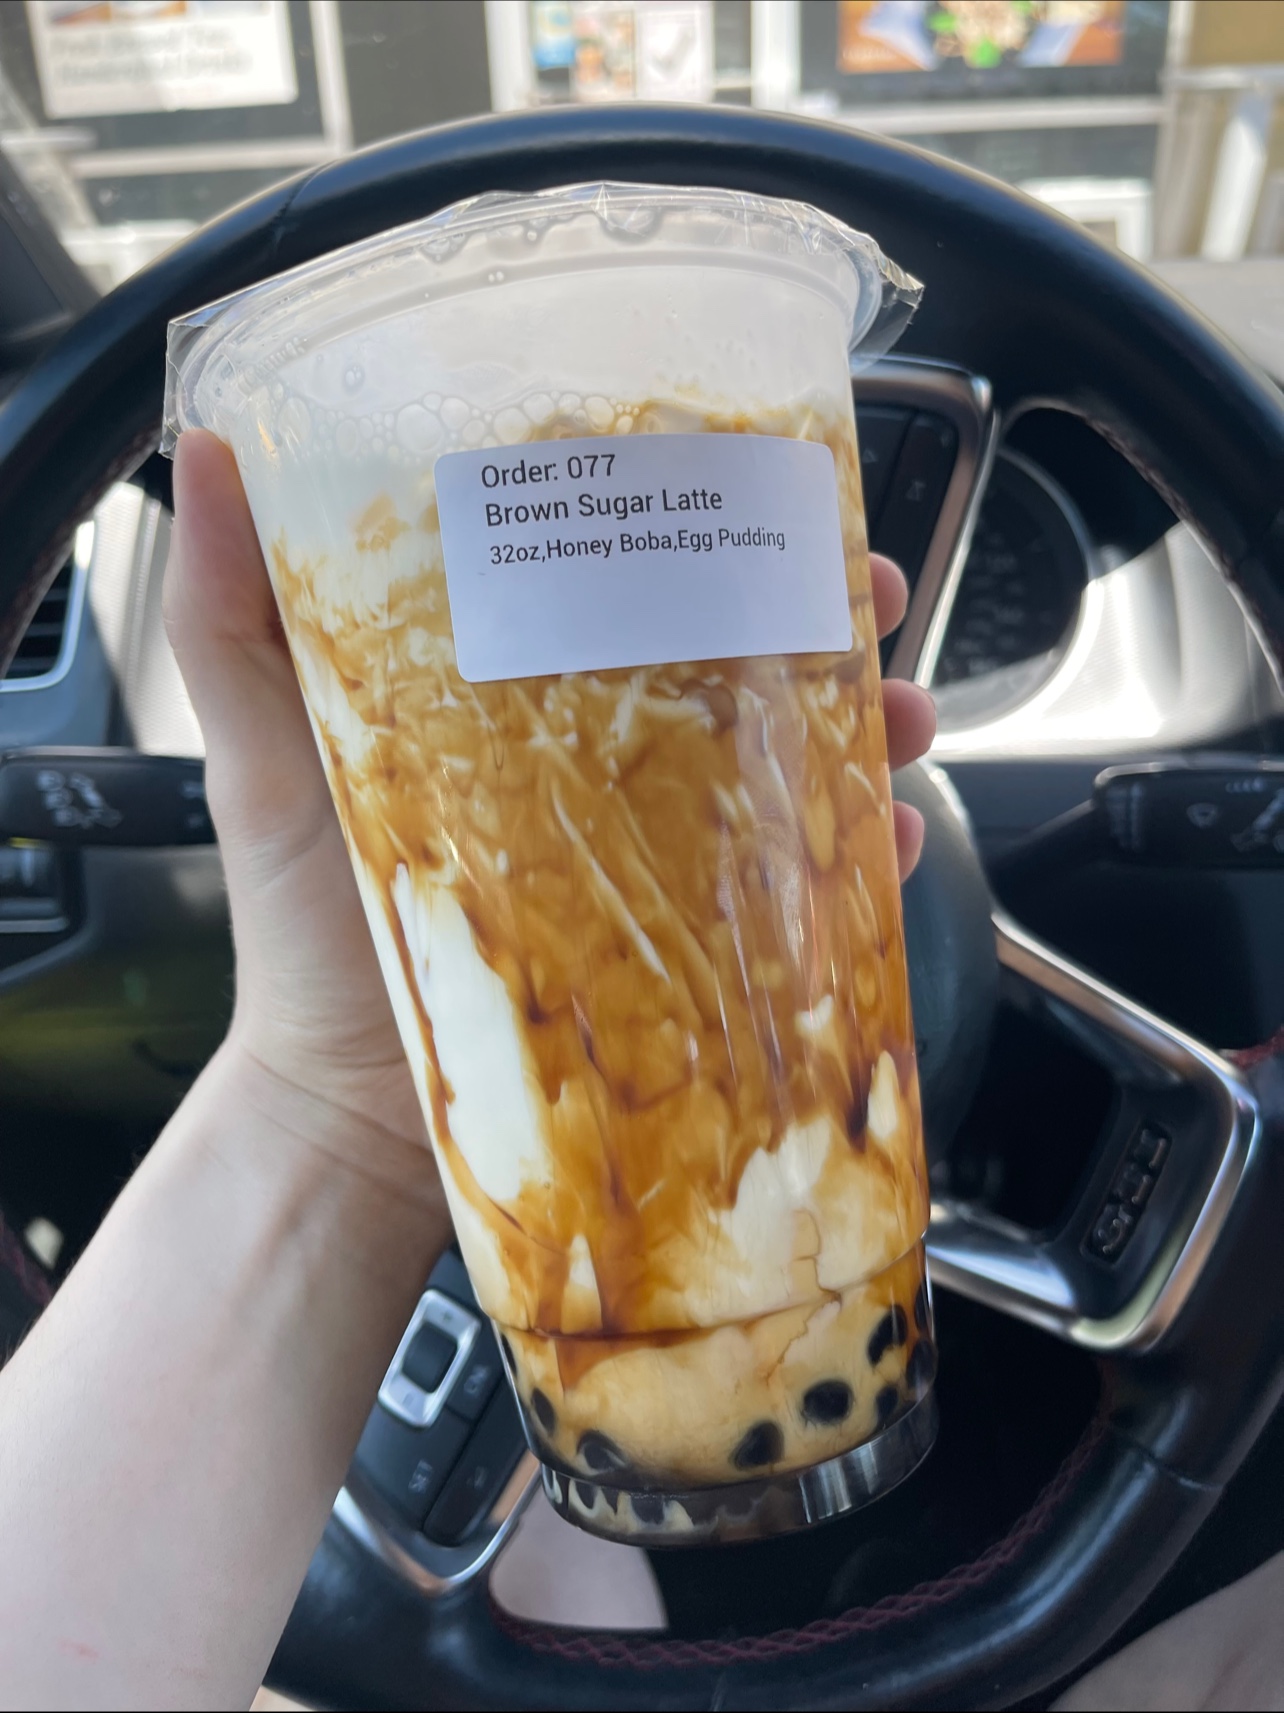 Order: 077
Brown Sugar Latte
32oz,Honey Boba,Egg Pudding